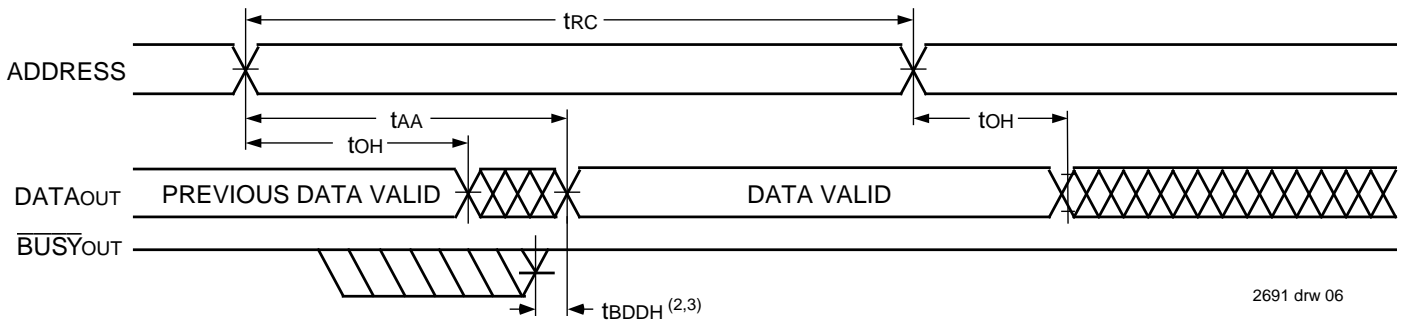 tRC
ADDRESS
tAA
tOH
tOH
DATAOUT
PREVIOUS DATA VALID
DATA VALID
BUSYOUT
tBDDH (2,3)
2691 drw 06